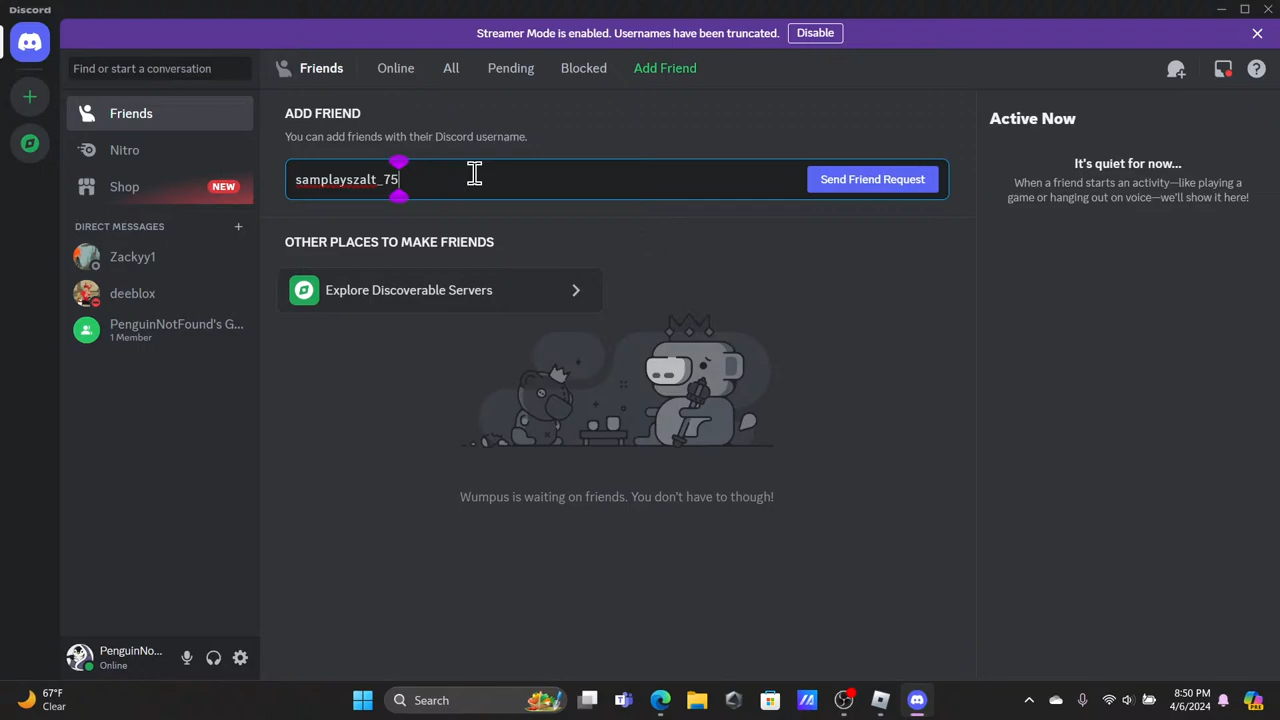 Discord
Streamer Mode is enabled. Usernames have been truncated.
Disable
Find or start a conversation
Friends
Online
All
Pending
Blocked
Add Friend
Friends
Nitro
Shop
NEW
DIRECT MESSAGES
Zackyy1
deeblox
PenguinNotFound's G...
1 Member
ADD FRIEND
You can add friends with their Discord username.
samplayszalt_75
Send Friend Request
OTHER PLACES TO MAKE FRIENDS
Explore Discoverable Servers
Wumpus is waiting on friends. You don't have to though!
Active Now
It's quiet for now...
When a friend starts an activity—like playing a
game or hanging out on voice—we'll show it here!
PenguinNo...
Online
67°F
Clear
Search
8:50 PM
4/6/2024